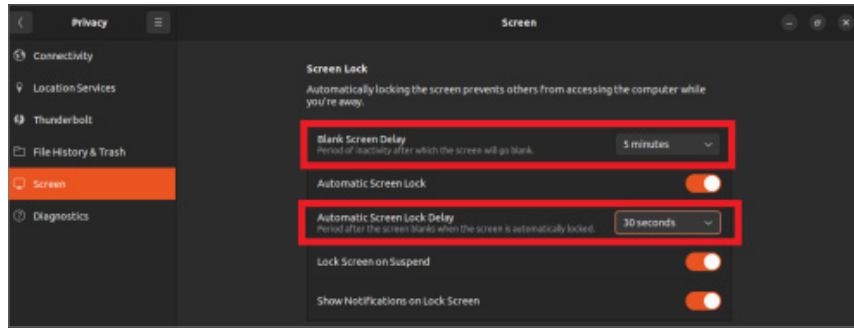 Privacy
Screen
Connectivity
Location Services
Thunderbolt
File History & Trash
Screen
Diagnostics
Screen Lock
Automatically locking the screen prevents others from accessing the computer while
you're away.
Blank Screen Delay
Period of inactivity after which the screen will go blank.
5 minutes
Automatic Screen Lock
Automatic Screen Lock Delay
Period after the screen blanks when the screen is automatically locked.
30 seconds
Lock Screen on Suspend
Show Notifications on Lock Screen